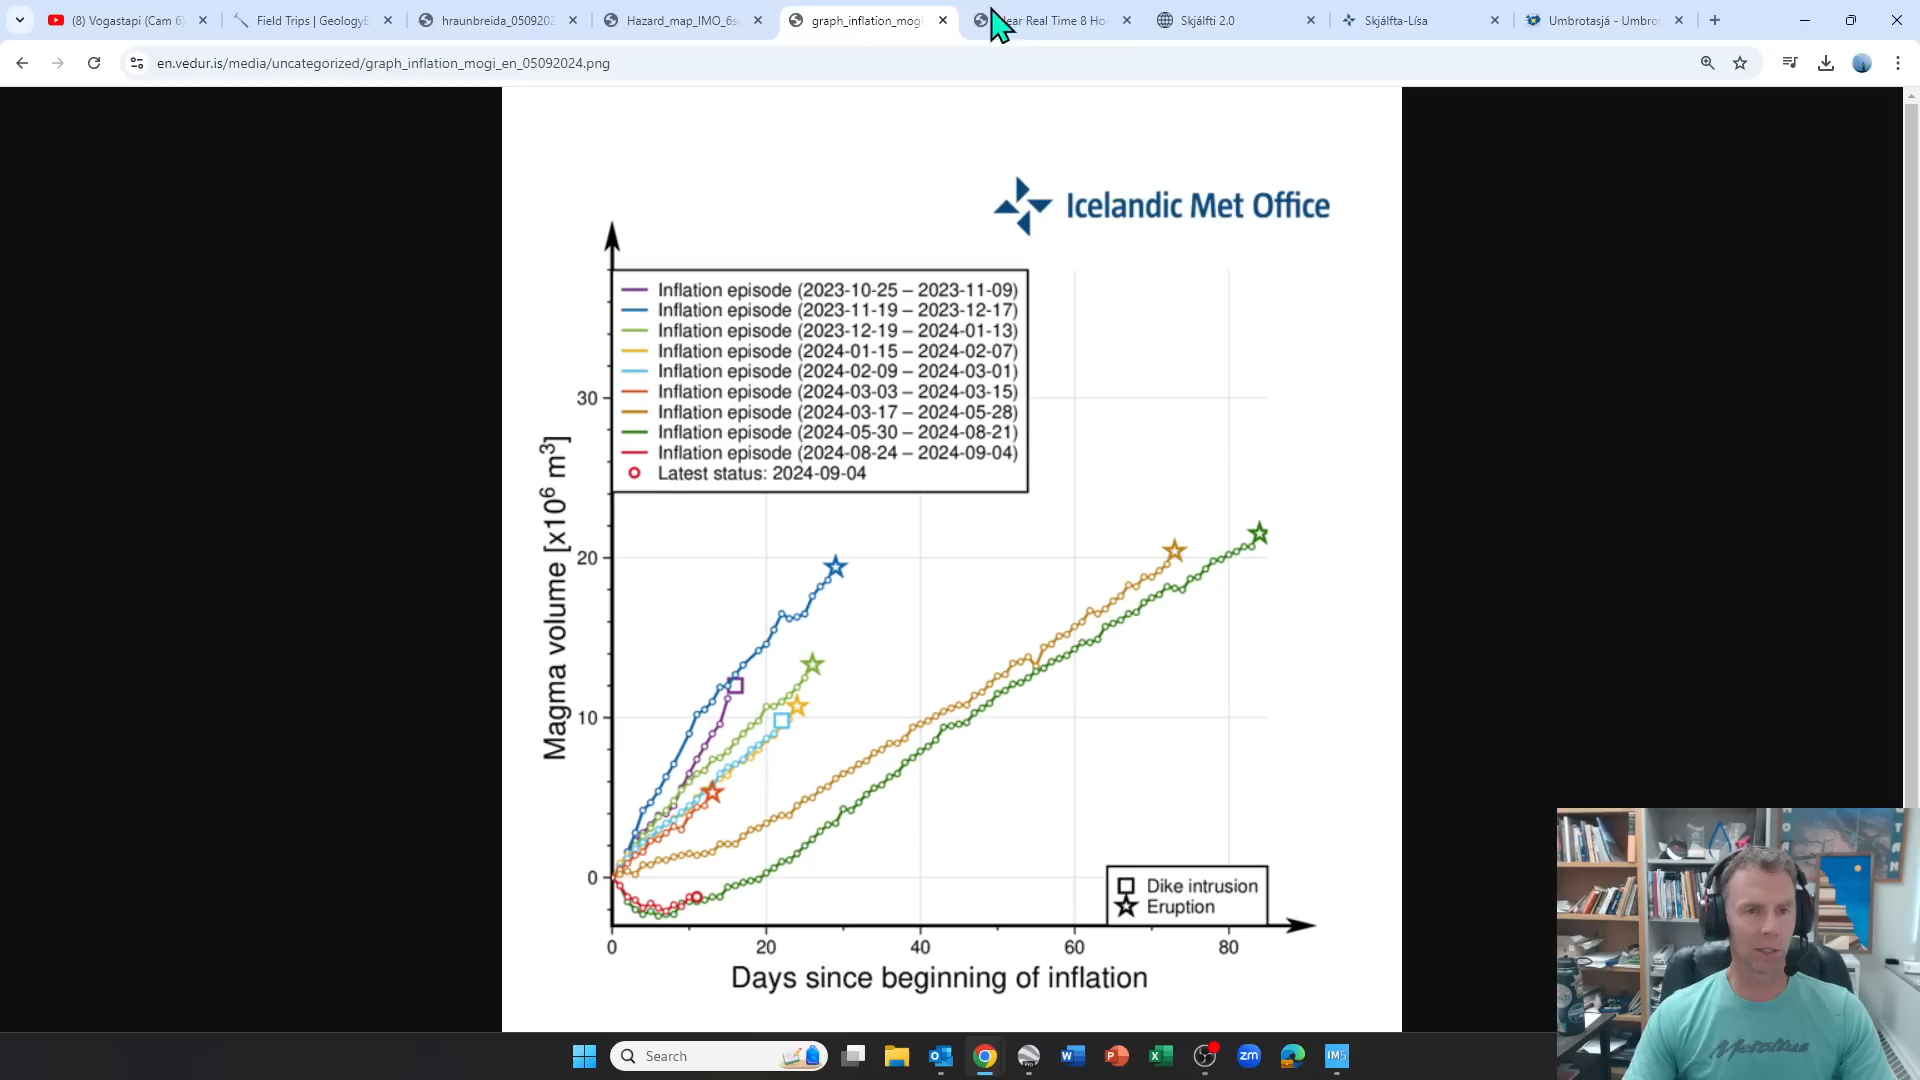 (8) Vogastapi (Cam 6)
Field Trips | GeologyE
hraunbreida_050920
Hazard_map_IMO_6s
graph_inflation_mogi
ear Real Time 8 Ho
Skjálfti 2.0
Skjálfta-Lísa
Umbrotasjá - Umbro
en.vedur.is/media/uncategorized/graph_inflation_mogi_en_05092024.png
Icelandic Met Office
Inflation episode (2023-10-25 – 2023-11-09)
Inflation episode (2023-11-19 – 2023-12-17)
Inflation episode (2023-12-19 – 2024-01-13)
Inflation episode (2024-01-15 – 2024-02-07)
Inflation episode (2024-02-09 – 2024-03-01)
Inflation episode (2024-03-03 – 2024-03-15)
Inflation episode (2024-03-17 – 2024-05-28)
Inflation episode (2024-05-30 – 2024-08-21)
Inflation episode (2024-08-24 – 2024-09-04)
Latest status: 2024-09-04
Magma volume [x10⁶ m³]
30
20
10
0
Dike intrusion
Eruption
0 20 40 60 80
Days since beginning of inflation
Search
zm
IMS
Metolius